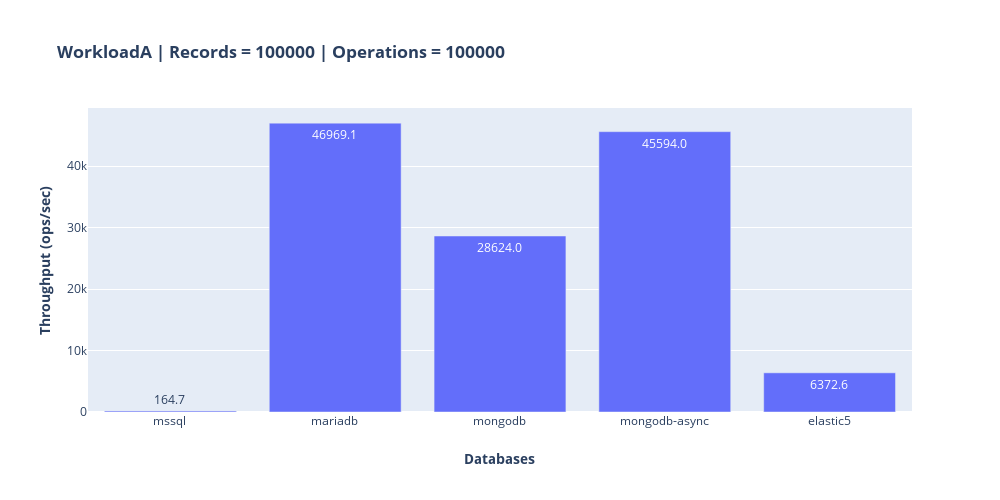 WorkloadA | Records = 100000 | Operations = 100000
Throughput (ops/sec)
40k
30k
20k
10k
0
164.7
46969.1
28624.0
45594.0
6372.6
mssql
mariadb
mongodb
mongodb-async
elastic5
Databases